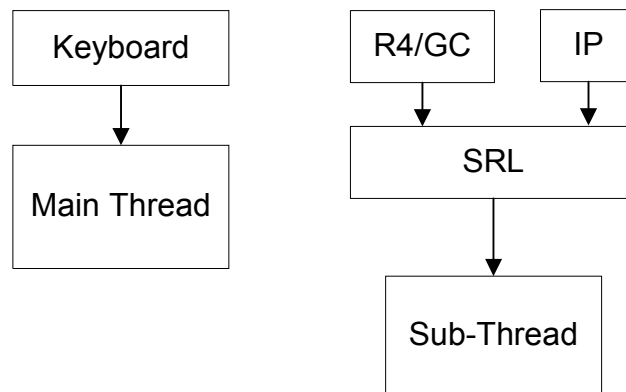 Keyboard
R4/GC
IP
Main Thread
SRL
Sub-Thread